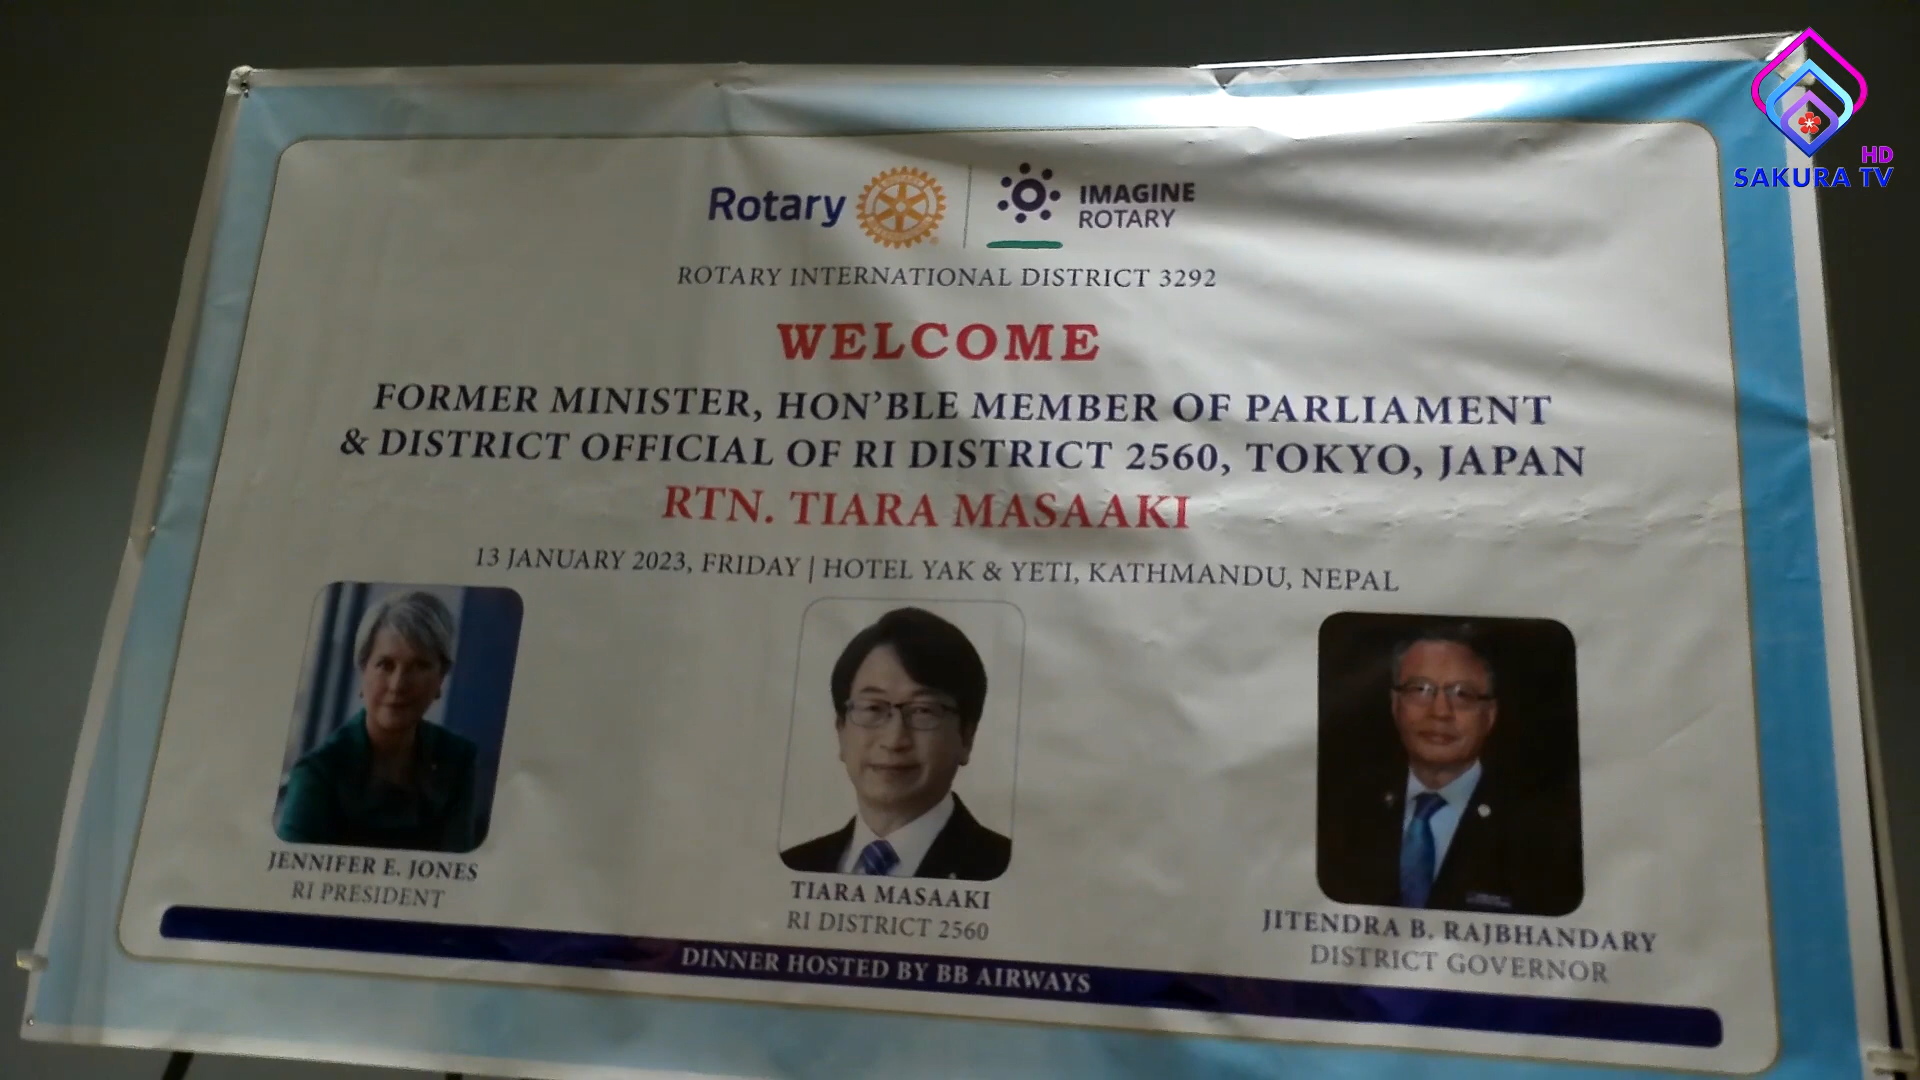 Rotary
IMAGINE
ROTARY
HD
SAKURA TV
ROTARY INTERNATIONAL DISTRICT 3292
WELCOME
FORMER MINISTER, HON'BLE MEMBER OF PARLIAMENT
& DISTRICT OFFICIAL OF RI DISTRICT 2560, TOKYO, JAPAN
RTN. TIARA MASAAKI
13 JANUARY 2023, FRIDAY | HOTEL YAK & YETI, KATHMANDU, NEPAL
JENNIFER E. JONES
RI PRESIDENT
TIARA MASAAKI
RI DISTRICT 2560
JITENDRA B. RAJBHANDARY
DISTRICT GOVERNOR
DINNER HOSTED BY BB AIRWAYS